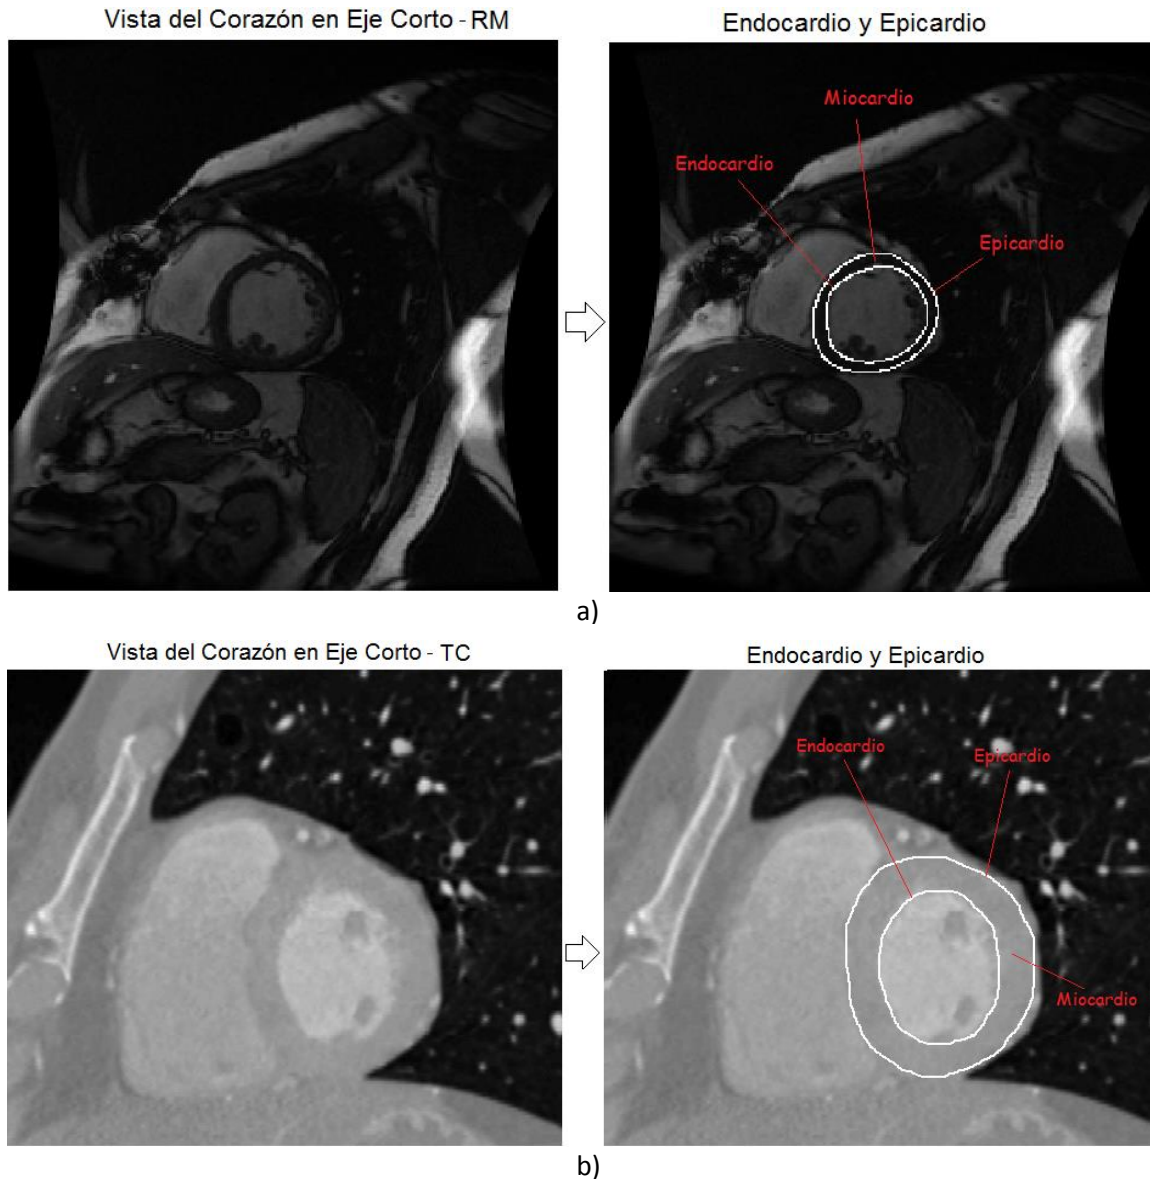 Vista del Corazón en Eje Corto - RM
Endocardio y Epicardio
Miocardio
Endocardio
Epicardio
a)
Vista del Corazón en Eje Corto - TC
Endocardio y Epicardio
Endocardio
Epicardio
Miocardio
b)